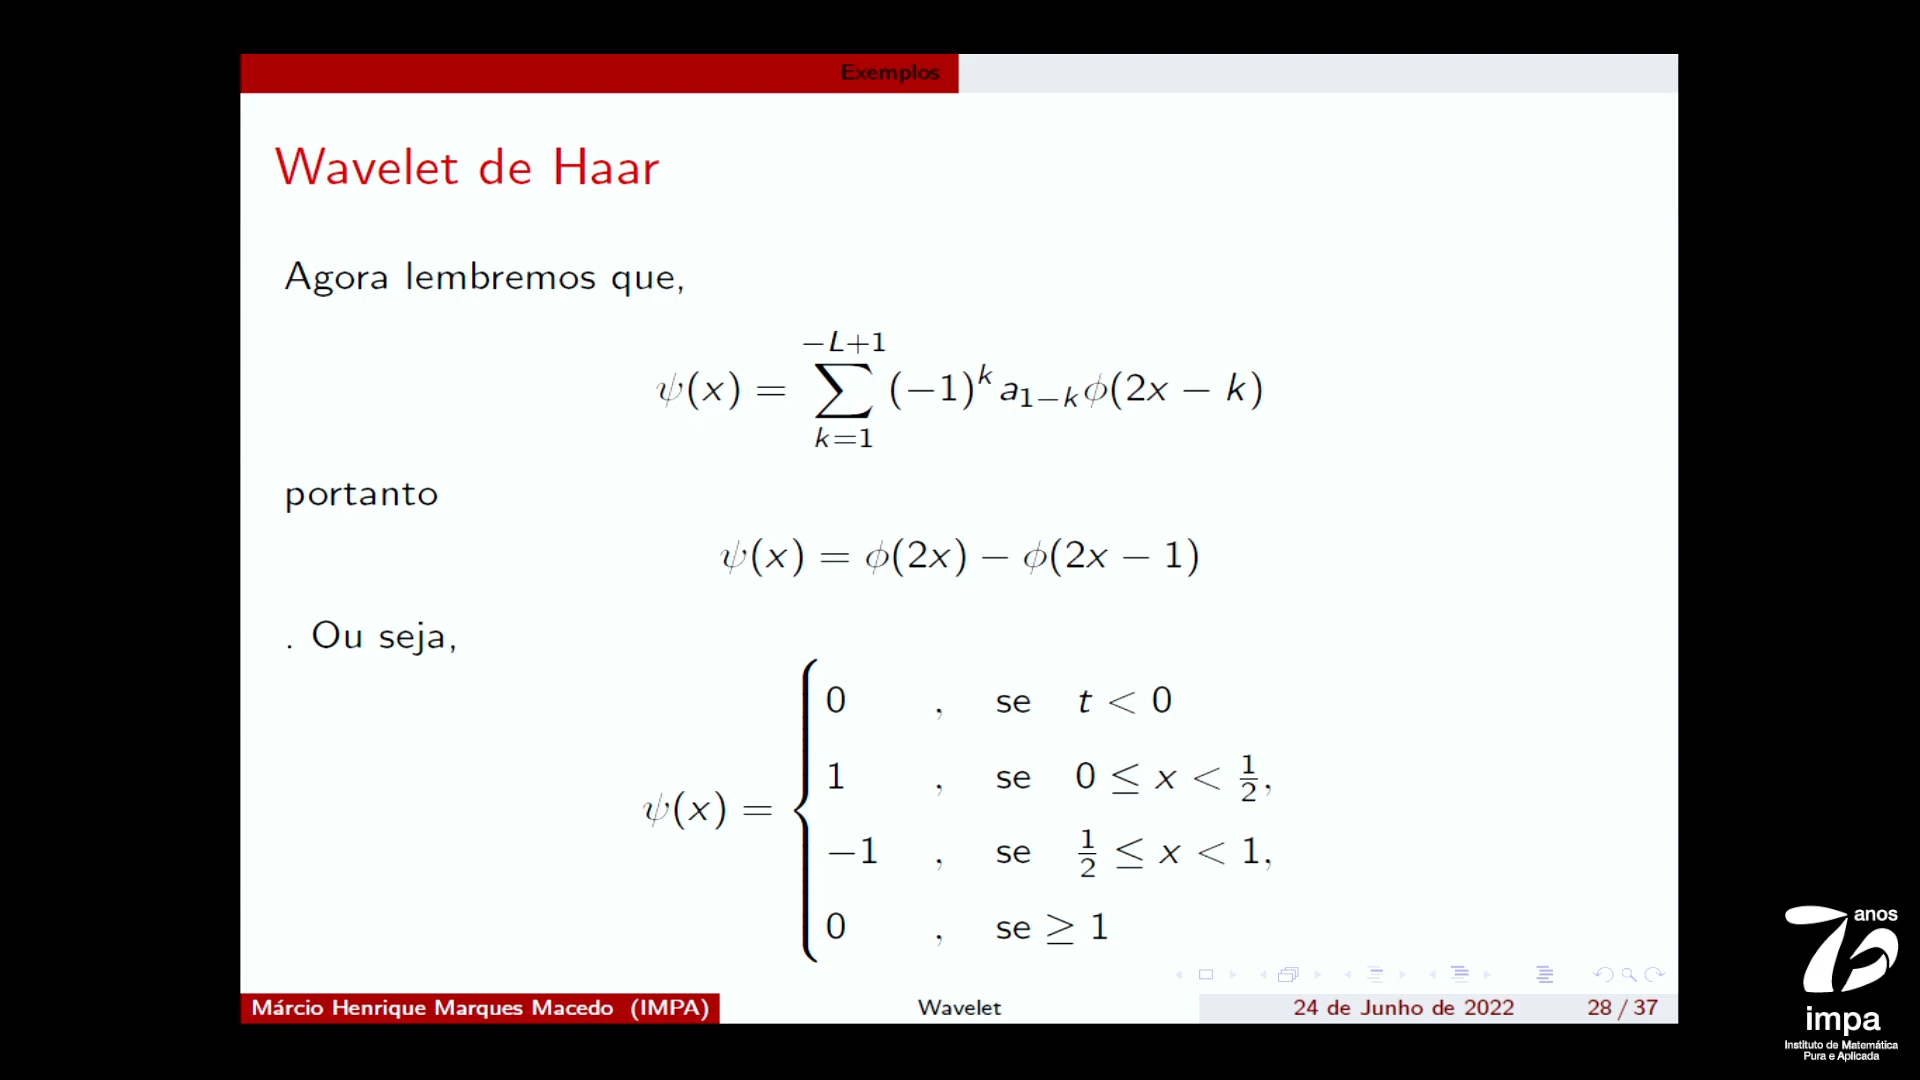 Exemplos
Wavelet de Haar
Agora lembremos que,
ψ(x) = ∑_{k=1}^{−L+1} (−1)^k a_{1−k} ϕ(2x − k)
portanto
ψ(x) = ϕ(2x) − ϕ(2x − 1)
. Ou seja,
ψ(x) = {
0 , se t < 0
1 , se 0 ≤ x < 1/2,
−1 , se 1/2 ≤ x < 1,
0 , se ≥ 1
Márcio Henrique Marques Macedo (IMPA) Wavelet 24 de Junho de 2022 28 / 37
70 anos
impa
Instituto de Matemática
Pura e Aplicada